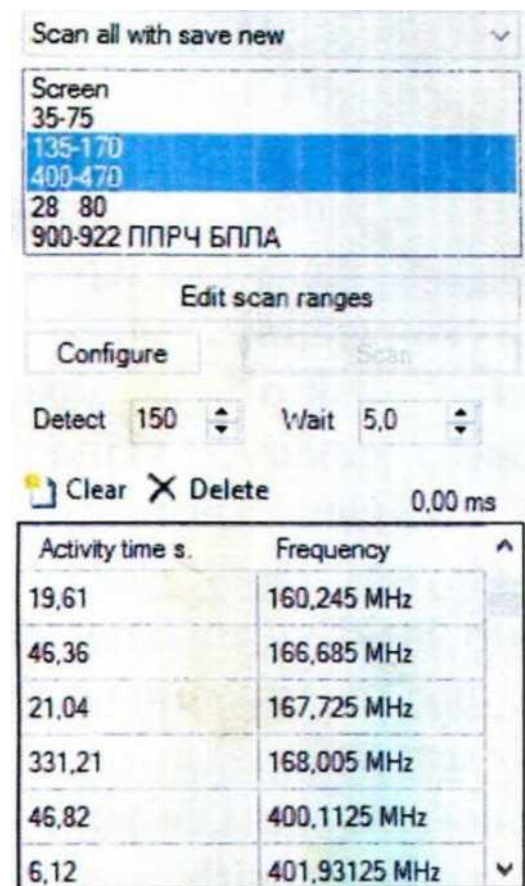 Scan all with save new
Screen
35-75
135-170
400-470
28 80
900-922 ППРЧ БПЛА
Edit scan ranges
Configure Scan
Detect 150 Wait 5,0
Clear Delete 0,00 ms
Activity time s. Frequency
19,61 160,245 MHz
46,36 166,685 MHz
21,04 167,725 MHz
331,21 168,005 MHz
46,82 400,1125 MHz
6,12 401,93125 MHz